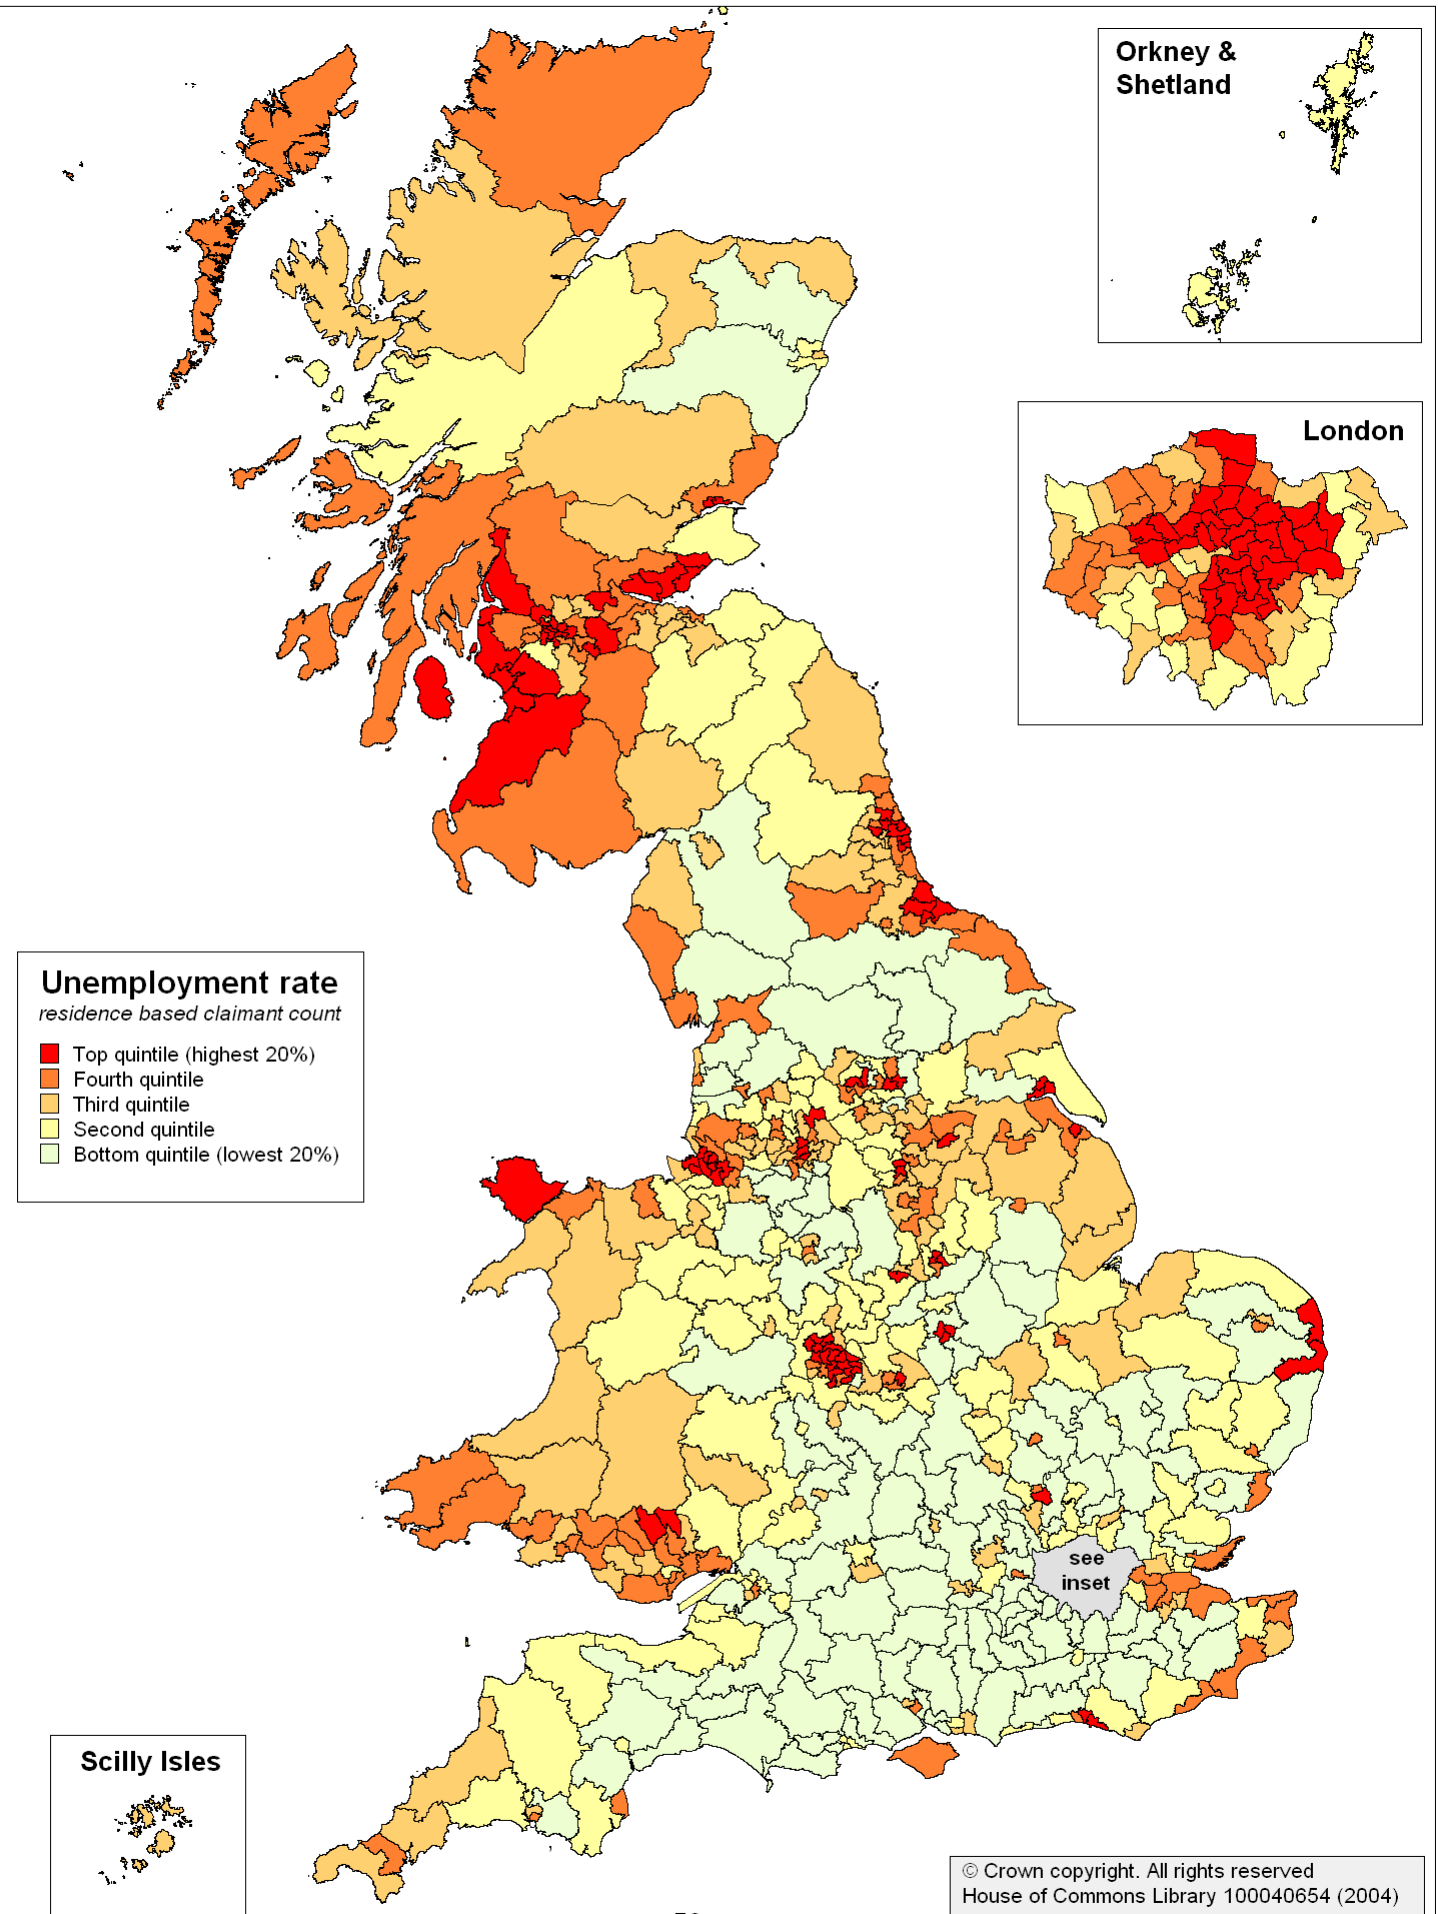 Orkney &
Shetland
London
Unemployment rate
residence based claimant count
Top quintile (highest 20%)
Fourth quintile
Third quintile
Second quintile
Bottom quintile (lowest 20%)
see
inset
Scilly Isles
© Crown copyright. All rights reserved
House of Commons Library 100040654 (2004)